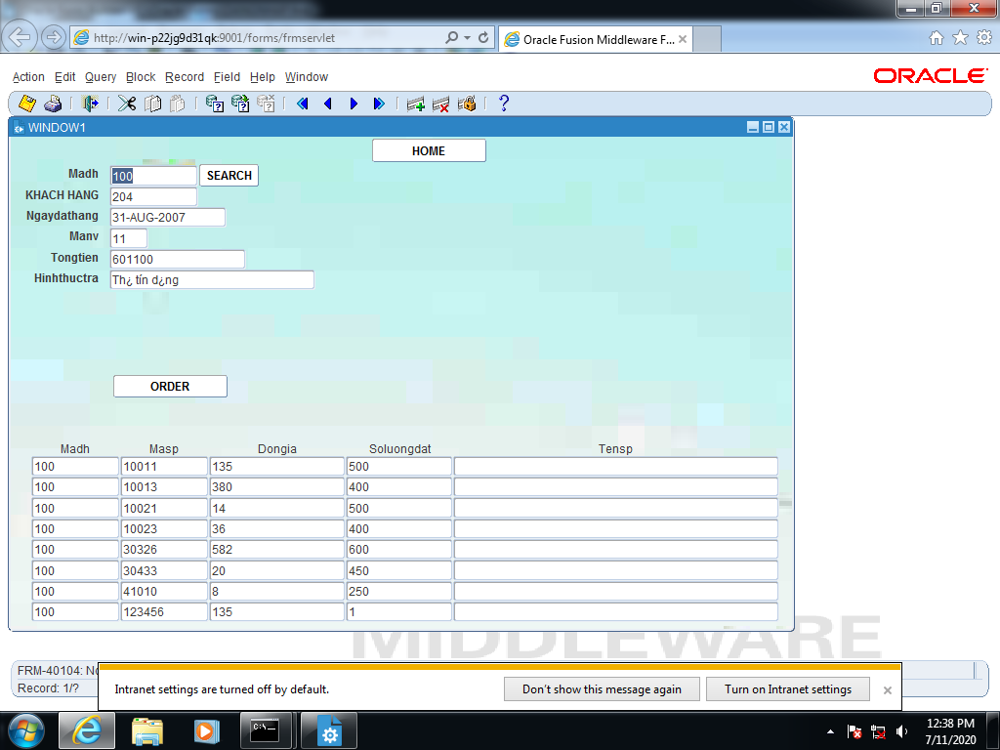 http://win-p22jg9d31qk:9001/forms/frmservlet
Oracle Fusion Middleware F...
Action Edit Query Block Record Field Help Window
ORACLE
WINDOW1
HOME
Madh 100 SEARCH
KHACH HANG 204
Ngaydathang 31-AUG-2007
Manv 11
Tongtien 601100
Hinhthuctra Th¿ tín d¿ng
ORDER
Madh Masp Dongia Soluongdat Tensp
100 10011 135 500
100 10013 380 400
100 10021 14 500
100 10023 36 400
100 30326 582 600
100 30433 20 450
100 41010 8 250
100 123456 135 1
MIDDLEWARE
FRM-40104:
Record: 1/?
Intranet settings are turned off by default.
Don't show this message again
Turn on Intranet settings
12:38 PM
7/11/2020